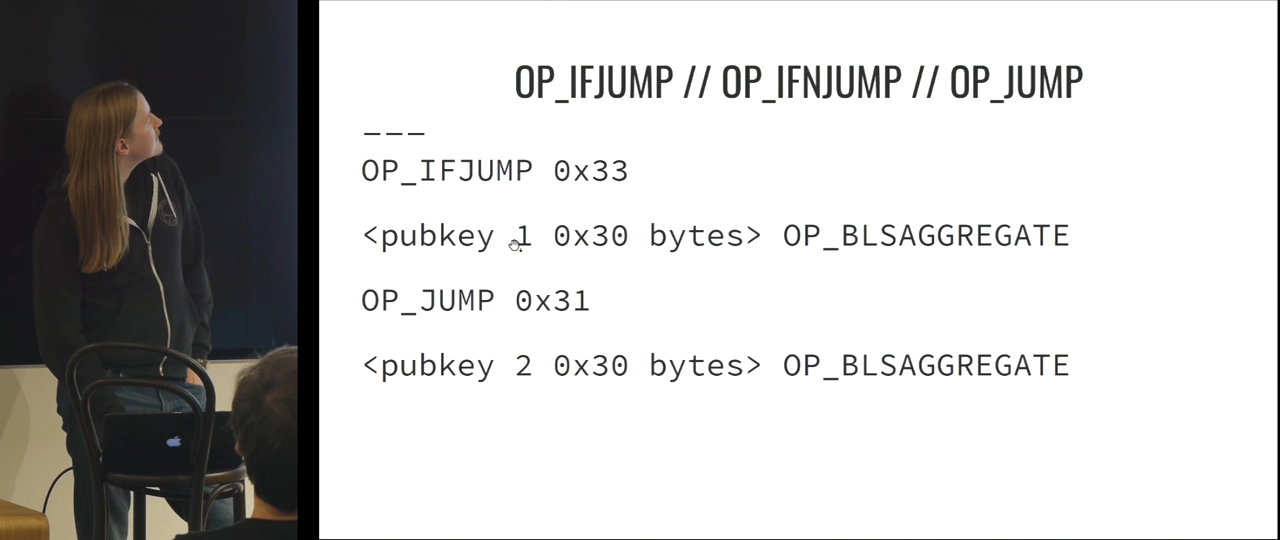 OP_IFJUMP // OP_IFNJUMP // OP_JUMP
---
OP_IFJUMP 0x33
<pubkey 1 0x30 bytes> OP_BLSAGGREGATE
OP_JUMP 0x31
<pubkey 2 0x30 bytes> OP_BLSAGGREGATE